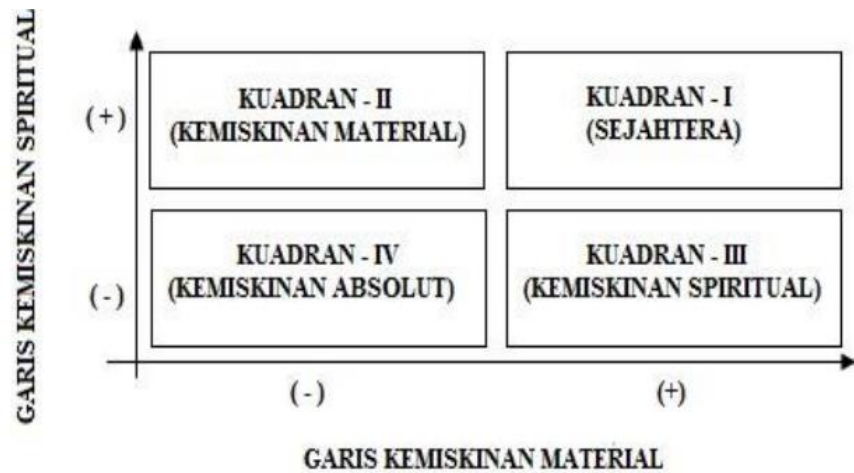 GARIS KEMISKINAN SPIRITUAL
(+)
KUADRAN - II
(KEMISKINAN MATERIAL)
KUADRAN - I
(SEJAHTERA)
(-)
KUADRAN - IV
(KEMISKINAN ABSOLUT)
KUADRAN - III
(KEMISKINAN SPIRITUAL)
(-)
(+)
GARIS KEMISKINAN MATERIAL